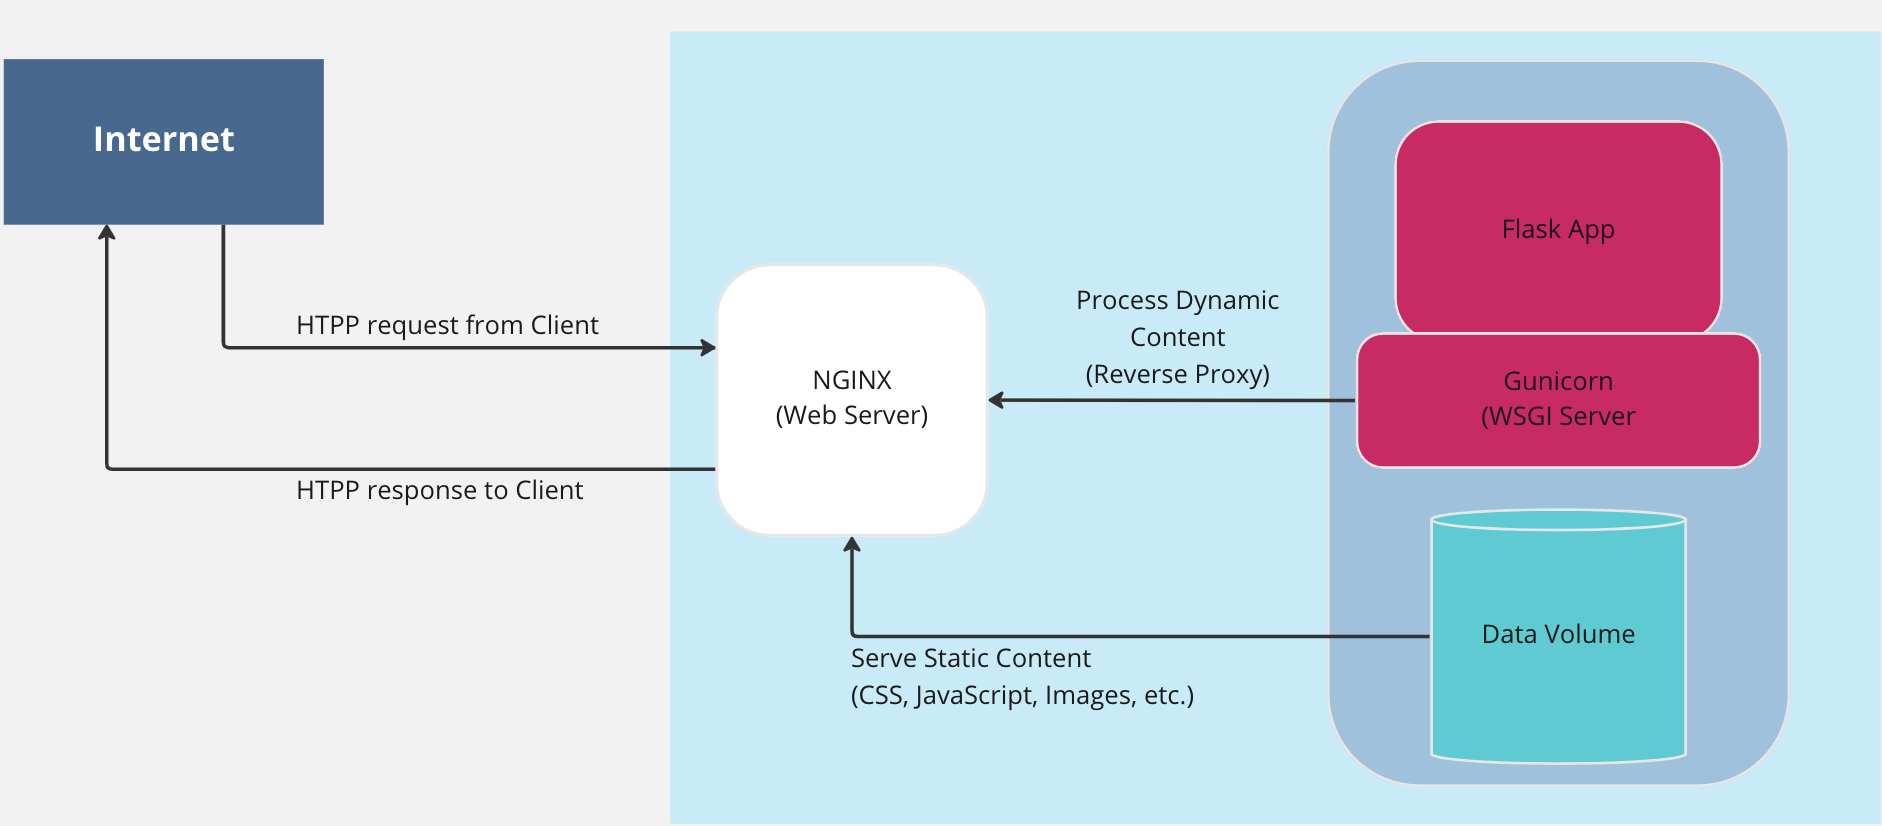 Internet
HTPP request from Client
HTPP response to Client
NGINX
(Web Server)
Process Dynamic
Content
(Reverse Proxy)
Flask App
Gunicorn
(WSGI Server
Data Volume
Serve Static Content
(CSS, JavaScript, Images, etc.)